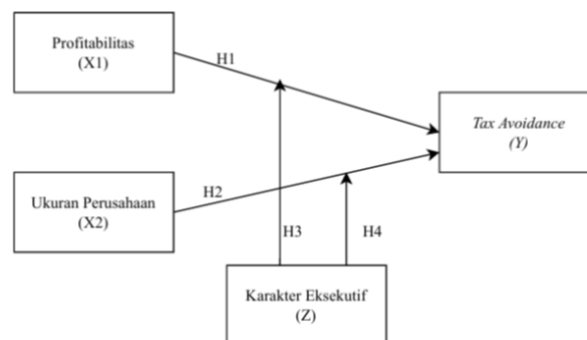 Profitabilitas
(X1)
H1
Tax Avoidance
(Y)
Ukuran Perusahaan
(X2)
H2
H3
H4
Karakter Eksekutif
(Z)